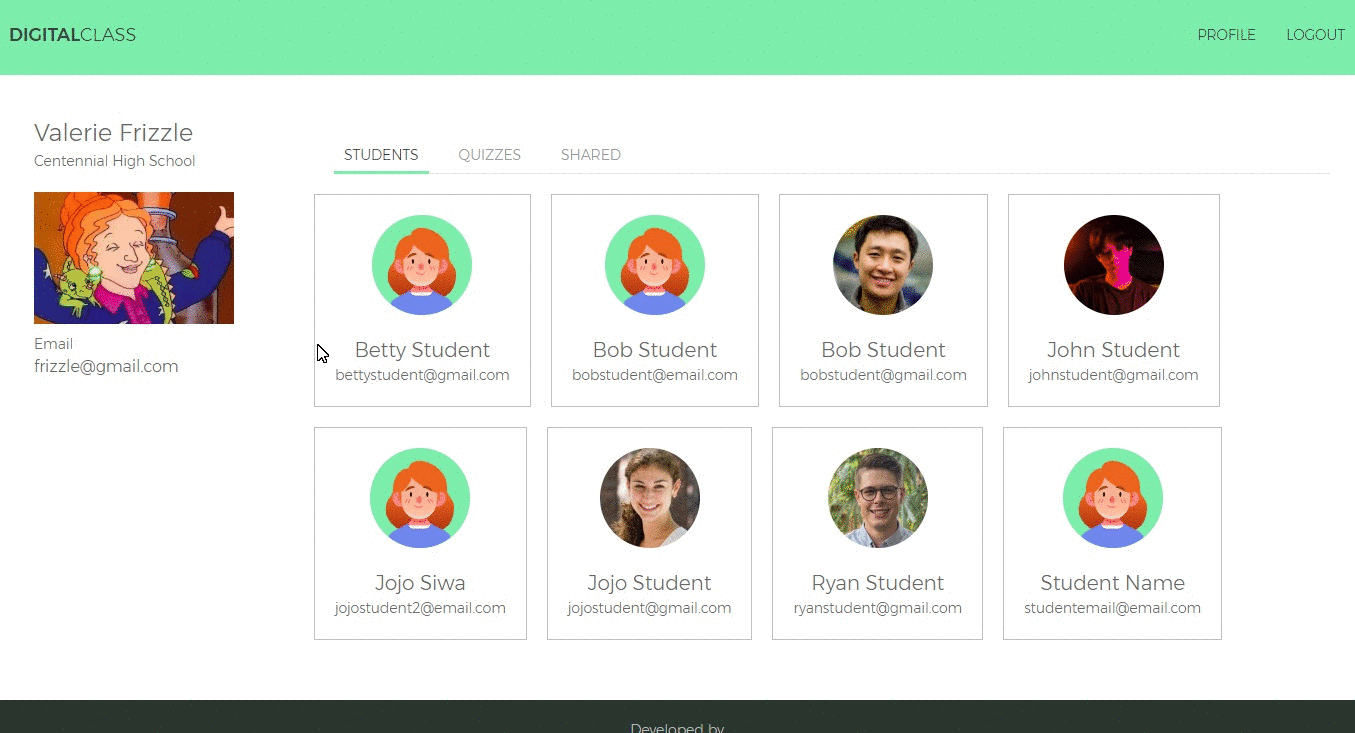 DIGITALCLASS
PROFILE LOGOUT
Valerie Frizzle
Centennial High School
Email
frizzle@gmail.com
STUDENTS QUIZZES SHARED
Betty Student
bettystudent@gmail.com
Bob Student
bobstudent@email.com
Bob Student
bobstudent@gmail.com
John Student
johnstudent@gmail.com
Jojo Siwa
jojostudent2@email.com
Jojo Student
jojostudent@gmail.com
Ryan Student
ryanstudent@gmail.com
Student Name
studentemail@email.com
Developed by